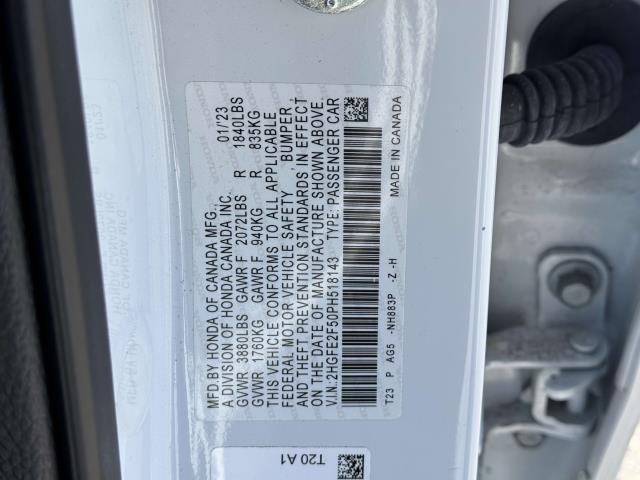 MFD.BY HONDA OF CANADA MFG., 01/23
A DIVISION OF HONDA CANADA INC.
GVWR 3880LBS GAWR F 2072LBS R 1840LBS
GVWR 1760KG GAWR F 940KG R 835KG
THIS VEHICLE CONFORMS TO ALL APPLICABLE
FEDERAL MOTOR VEHICLE SAFETY BUMPER,
AND THEFT PREVENTION STANDARDS IN EFFECT
ON THE DATE OF MANUFACTURE SHOWN ABOVE.
V.I.N.:2HGFE2F50PH518143 TYPE: PASSENGER CAR
T23 P AG5 -NH883P -Z -H MADE IN CANADA
T20 A1